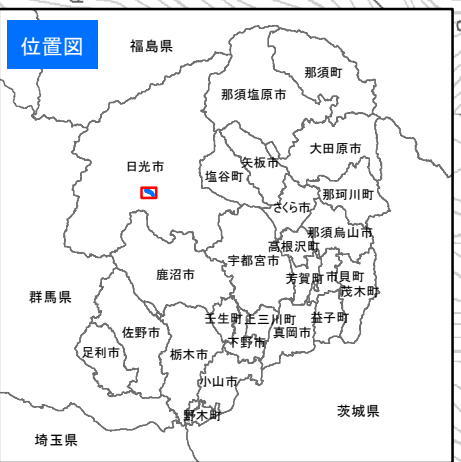 位置図
福島県
那須町
那須塩原市
大田原市
矢板市
日光市
塩谷町
那珂川町
さくら市
那須烏山市
高根沢町
宇都宮市
鹿沼市
芳賀町
市貝町
茂木町
群馬県
壬生町
上三川町
益子町
真岡市
佐野市
下野市
足利市
栃木市
小山市
野木町
茨城県
埼玉県